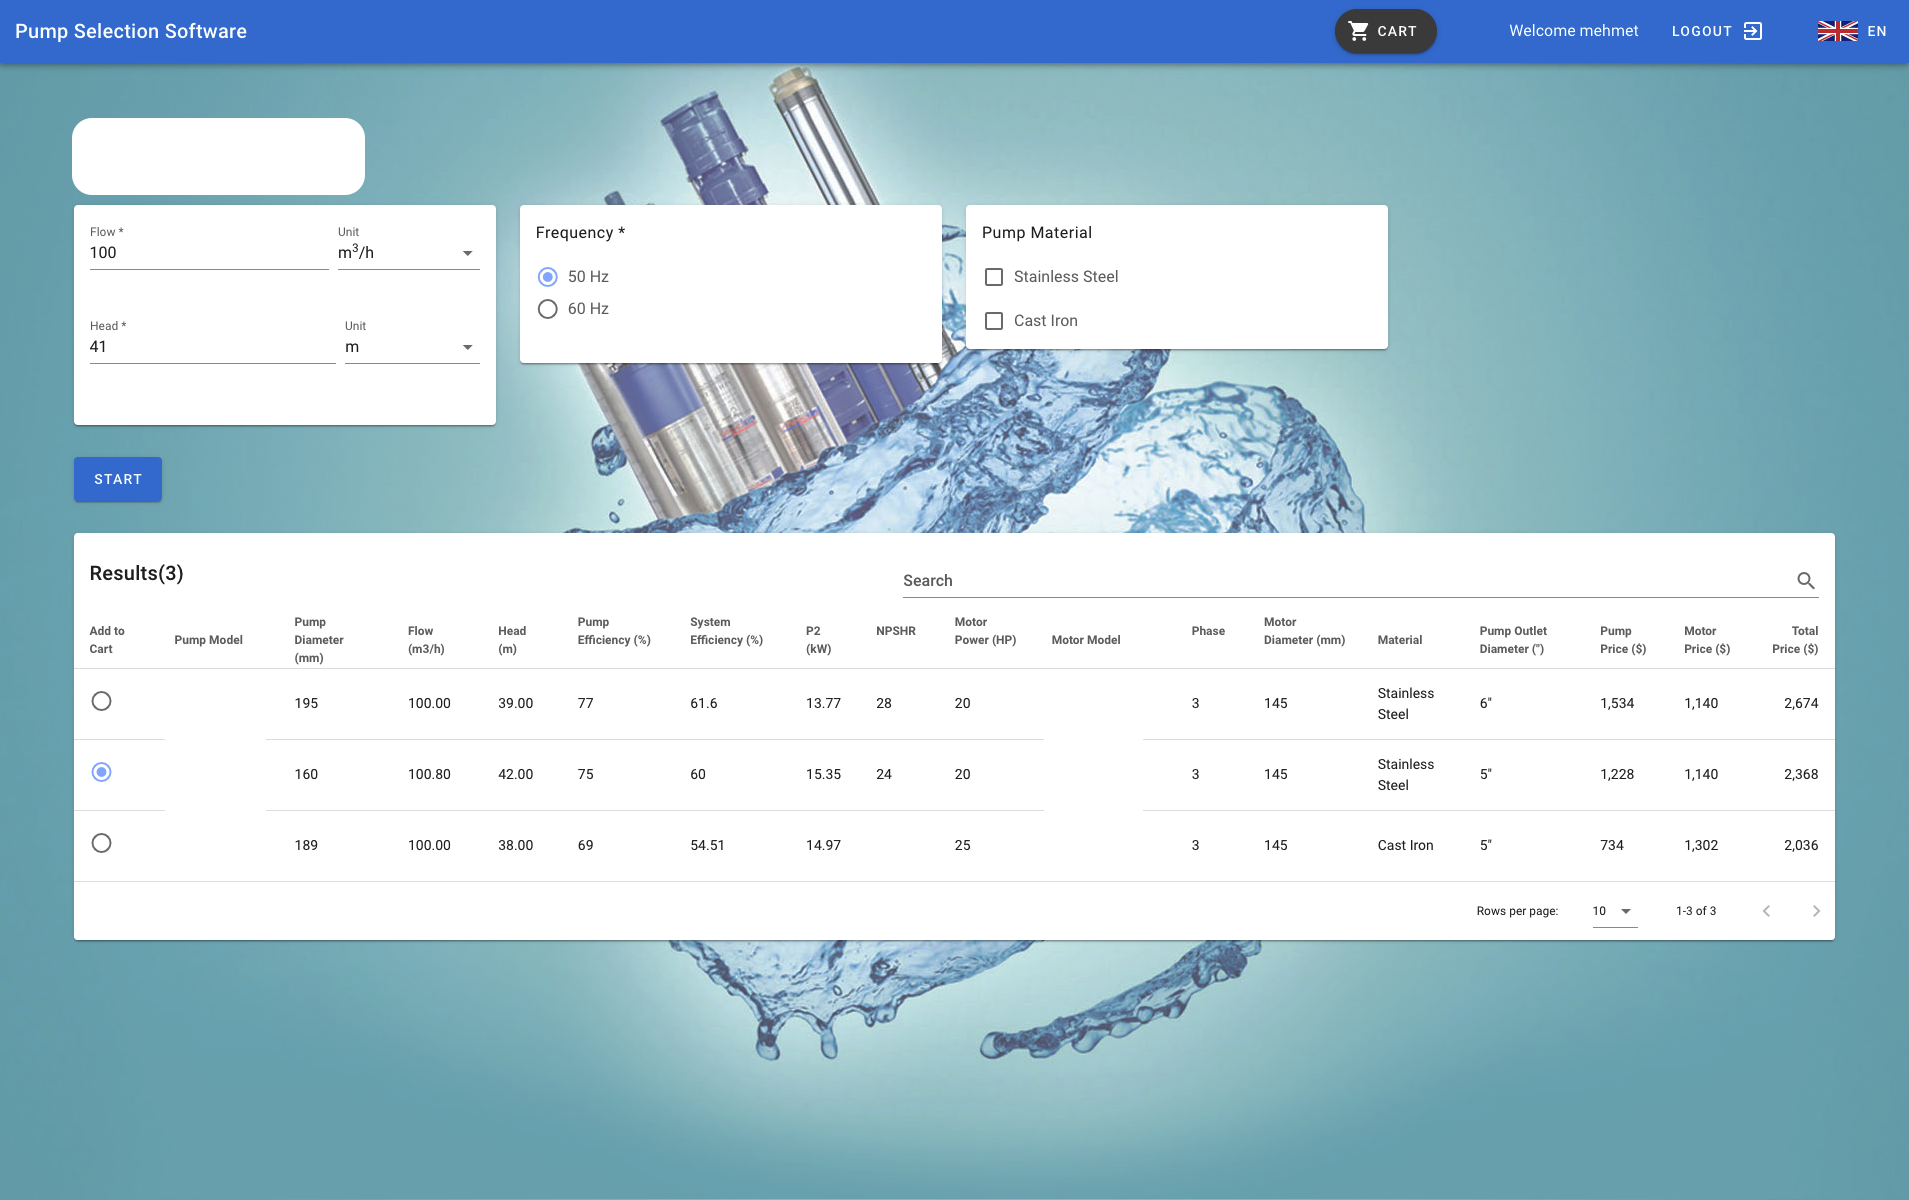 Pump Selection Software
CART
Welcome mehmet
LOGOUT
EN
Flow *
Unit
100
m³/h
Head *
Unit
41
m
Frequency *
50 Hz
60 Hz
Pump Material
Stainless Steel
Cast Iron
START
Results(3)
Search
Add to Cart Pump Model Pump Diameter (mm) Flow (m3/h) Head (m) Pump Efficiency (%) System Efficiency (%) P2 (kW) NPSHR Motor Power (HP) Motor Model Phase Motor Diameter (mm) Material Pump Outlet Diameter (") Pump Price ($) Motor Price ($) Total Price ($)
195 100.00 39.00 77 61.6 13.77 28 20 3 145 Stainless Steel 6" 1,534 1,140 2,674
160 100.80 42.00 75 60 15.35 24 20 3 145 Stainless Steel 5" 1,228 1,140 2,368
189 100.00 38.00 69 54.51 14.97 25 3 145 Cast Iron 5" 734 1,302 2,036
Rows per page: 10 1-3 of 3